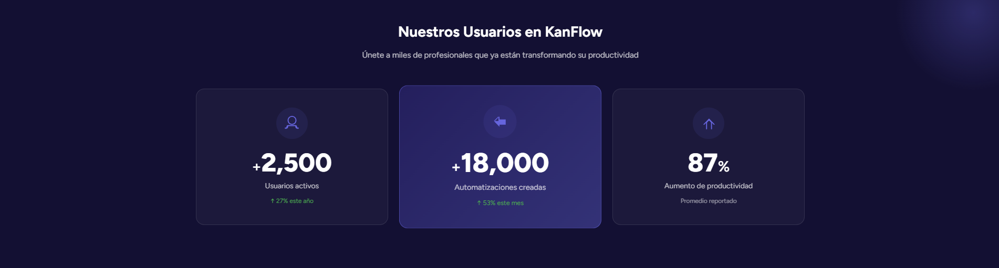 Nuestros Usuarios en KanFlow
Únete a miles de profesionales que ya están transformando su productividad
+2,500
Usuarios activos
↑ 27% este año
+18,000
Automatizaciones creadas
↑ 53% este mes
87%
Aumento de productividad
Promedio reportado